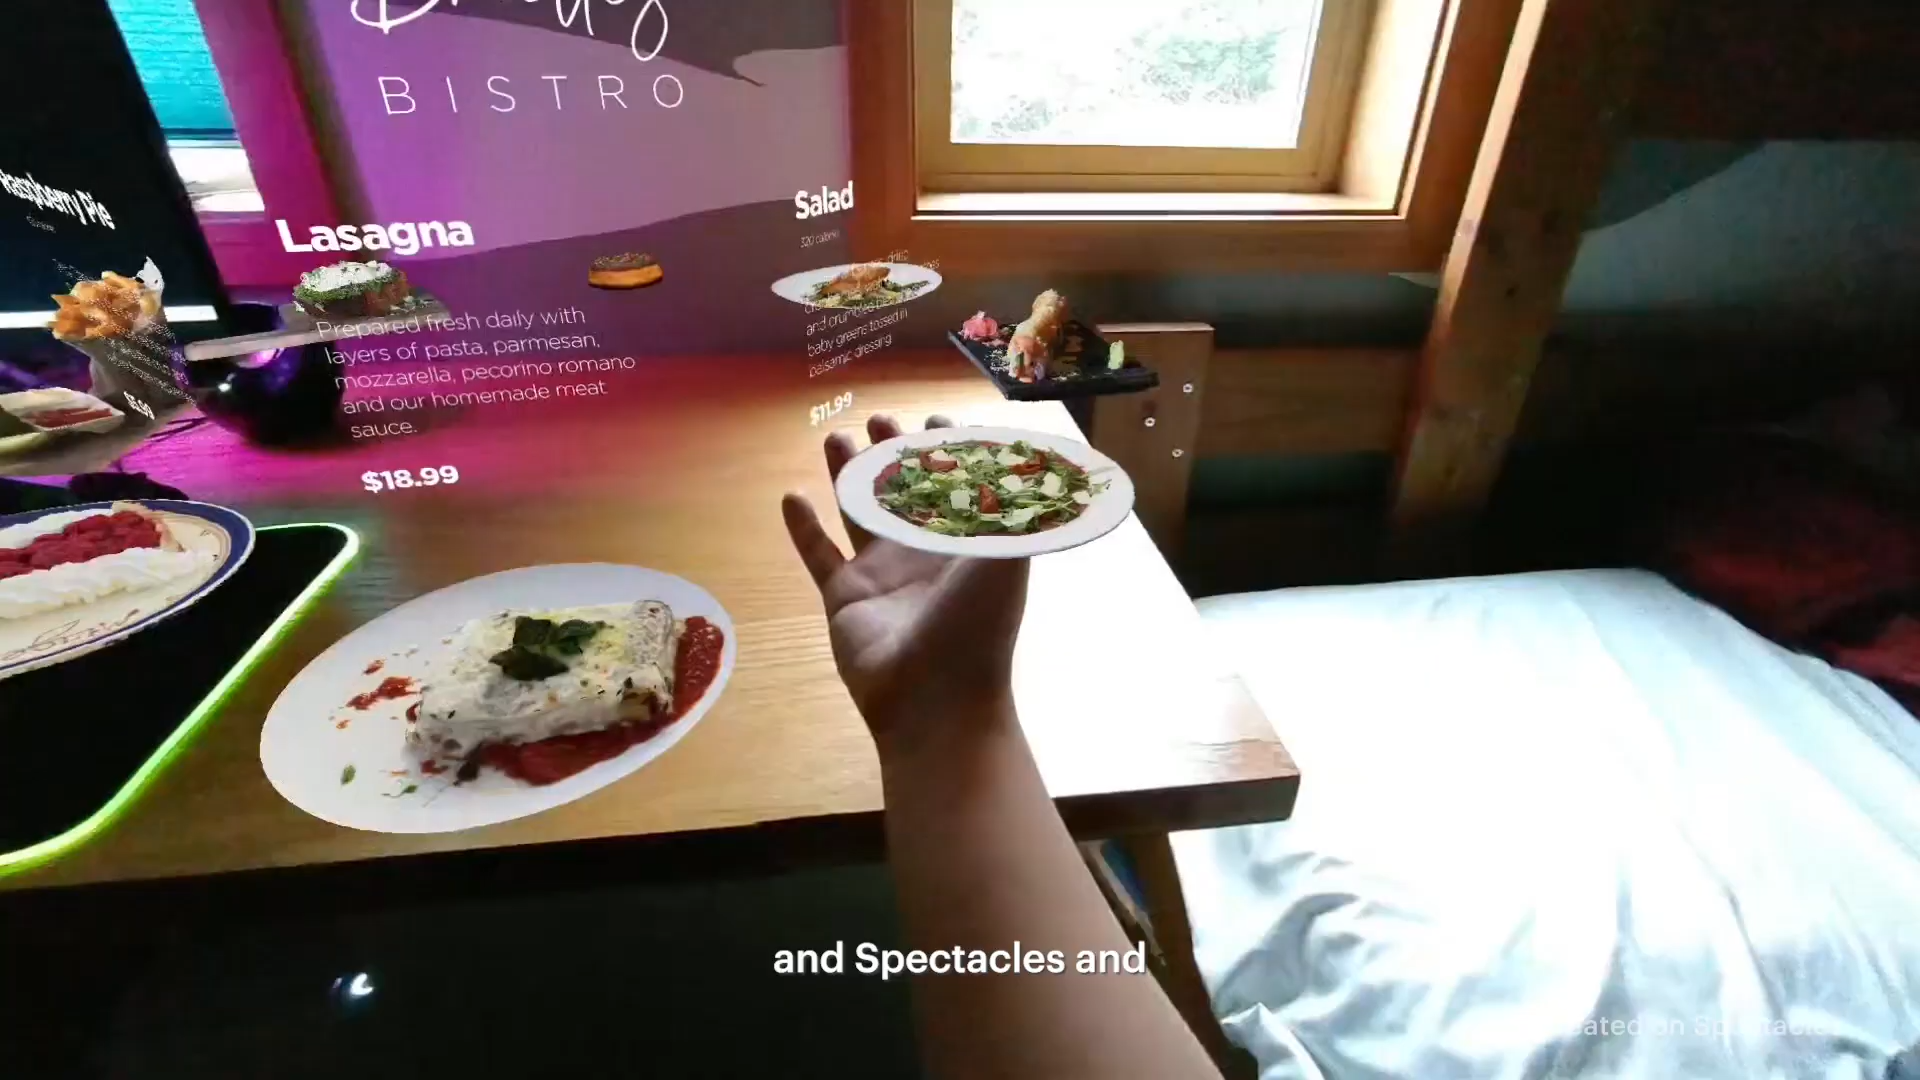 BISTRO
Raspberry Pie
Lasagna
Prepared fresh daily with
layers of pasta, parmesan,
mozzarella, pecorino romano
and our homemade meat
sauce.
$18.99
Salad
320 calories
and crumbled
baby greens tossed in
balsamic dressing
$11.99
$5.99
and Spectacles and